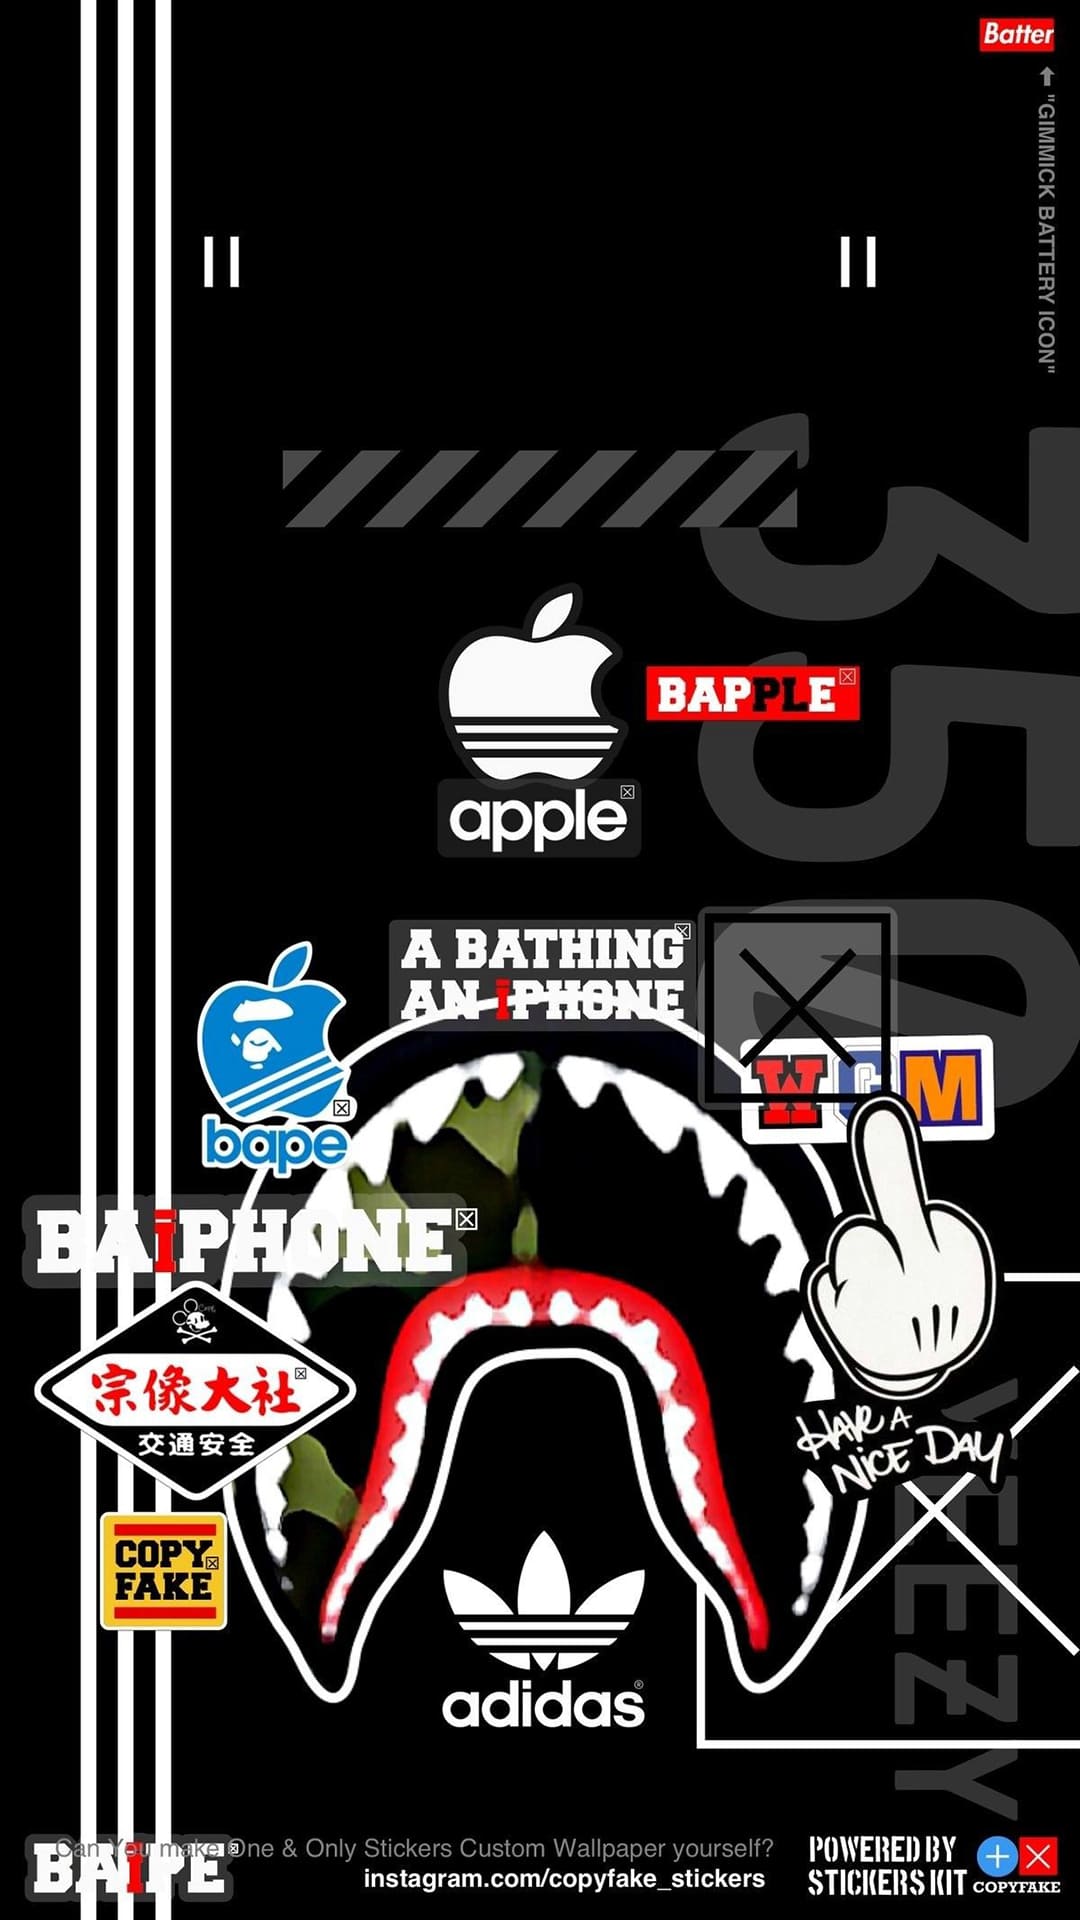 Batter
"GIMMICK BATTERY ICON"
350
BAPPLE
apple
A BATHING
AN iPHONE
WGM
bape
BAiPHONE
宗像大社
交通安全
HAVE A
NICE DAY
COPY
FAKE
YEEZY
adidas®
BAiPE
Can You make One & Only Stickers Custom Wallpaper yourself?
instagram.com/copyfake_stickers
POWERED BY
STICKERS KIT
COPYFAKE